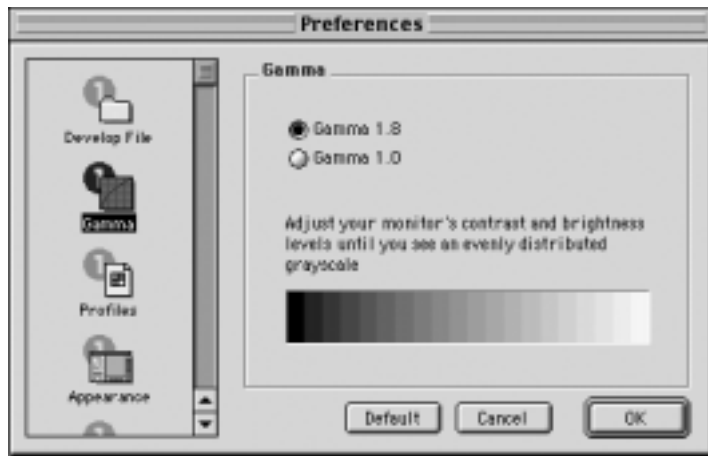 Preferences
Develop File
Gamma
Profiles
Appearance
Gamma
Gamma 1.8
Gamma 1.0
Adjust your monitor's contrast and brightness
levels until you see an evenly distributed
grayscale
Default
Cancel
OK